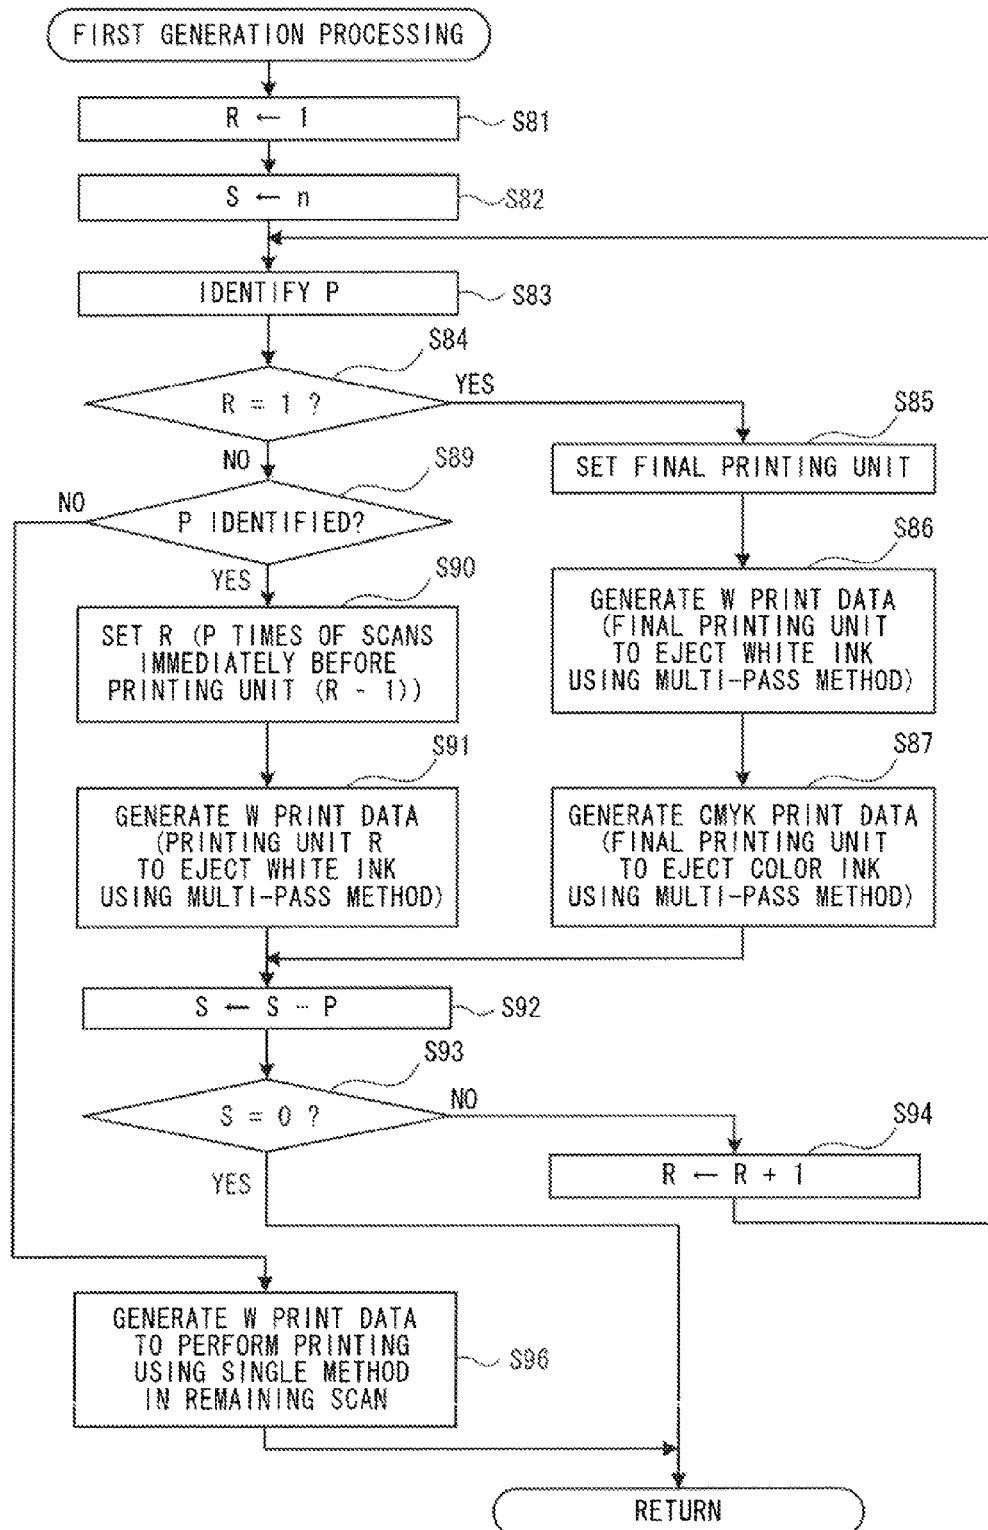 FIRST GENERATION PROCESSING
R ← 1
S81
S ← n
S82
IDENTIFY P
S83
S84
R = 1 ?
YES
NO
S85
SET FINAL PRINTING UNIT
S89
P IDENTIFIED?
NO
YES
S86
GENERATE W PRINT DATA
(FINAL PRINTING UNIT
TO EJECT WHITE INK
USING MULTI-PASS METHOD)
S90
SET R (P TIMES OF SCANS
IMMEDIATELY BEFORE
PRINTING UNIT (R - 1))
S87
GENERATE CMYK PRINT DATA
(FINAL PRINTING UNIT
TO EJECT COLOR INK
USING MULTI-PASS METHOD)
S91
GENERATE W PRINT DATA
(PRINTING UNIT R
TO EJECT WHITE INK
USING MULTI-PASS METHOD)
S ← S - P
S92
S93
S = 0 ?
NO
YES
S94
R ← R + 1
GENERATE W PRINT DATA
TO PERFORM PRINTING
USING SINGLE METHOD
IN REMAINING SCAN
S96
RETURN